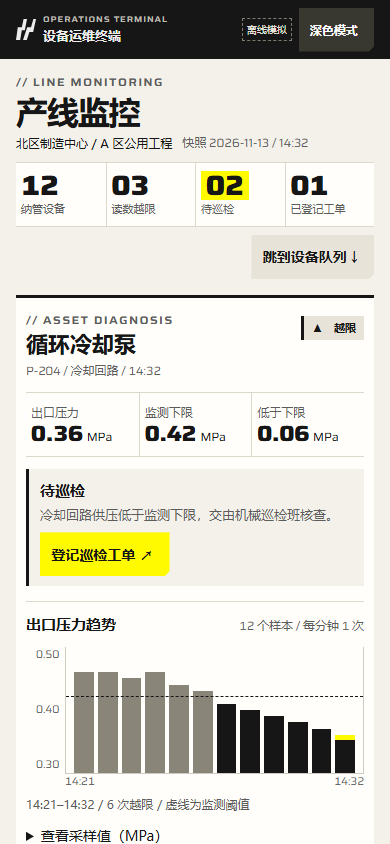 OPERATIONS TERMINAL
设备运维终端
离线模拟
深色模式
// LINE MONITORING
产线监控
北区制造中心 / A 区公用工程 快照 2026-11-13 / 14:32
12 03 02 01
纳管设备 读数越限 待巡检 已登记工单
跳到设备队列 ↓
// ASSET DIAGNOSIS
▲ 越限
循环冷却泵
P-204 / 冷却回路 / 14:32
出口压力 监测下限 低于下限
0.36 MPa 0.42 MPa 0.06 MPa
待巡检
冷却回路供压低于监测下限，交由机械巡检班核查。
登记巡检工单 ↗
出口压力趋势 12 个样本 / 每分钟 1 次
0.50
0.40
0.30
14:21 14:32
14:21–14:32 / 6 次越限 / 虚线为监测阈值
▶ 查看采样值（MPa）